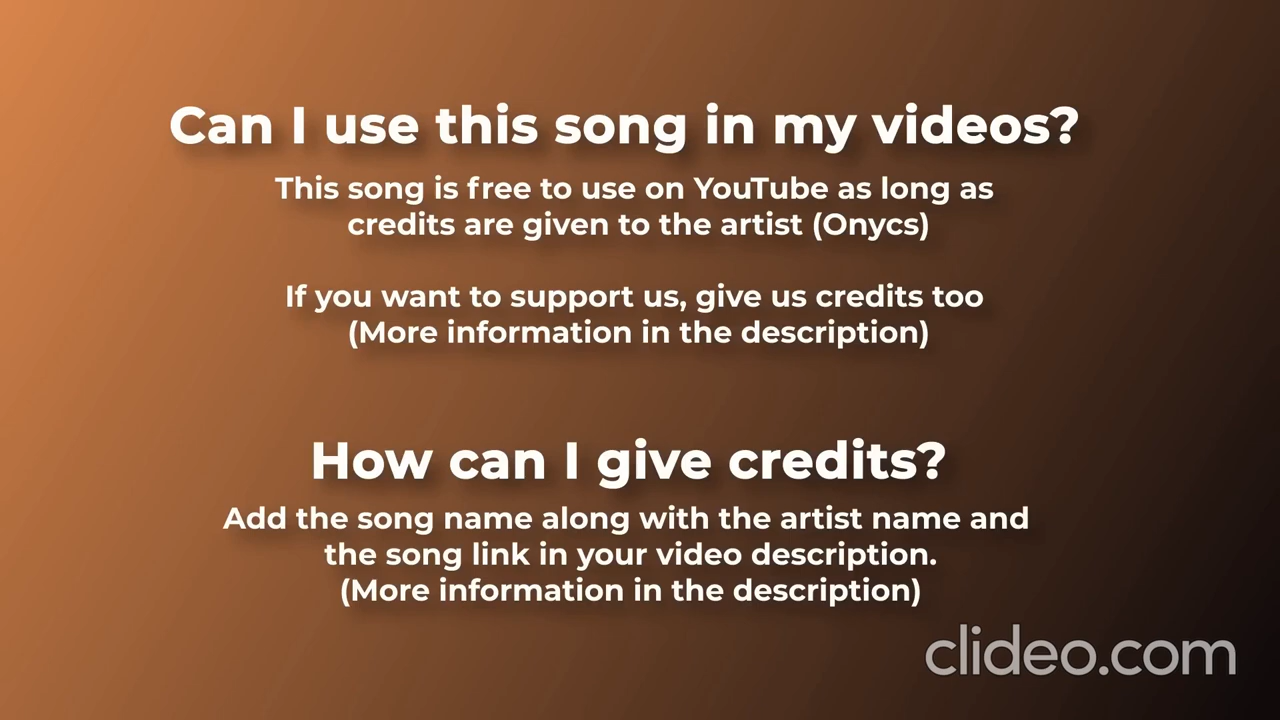 Can I use this song in my videos?
This song is free to use on YouTube as long as
credits are given to the artist (Onycs)
If you want to support us, give us credits too
(More information in the description)
How can I give credits?
Add the song name along with the artist name and
the song link in your video description.
(More information in the description)
clideo.com